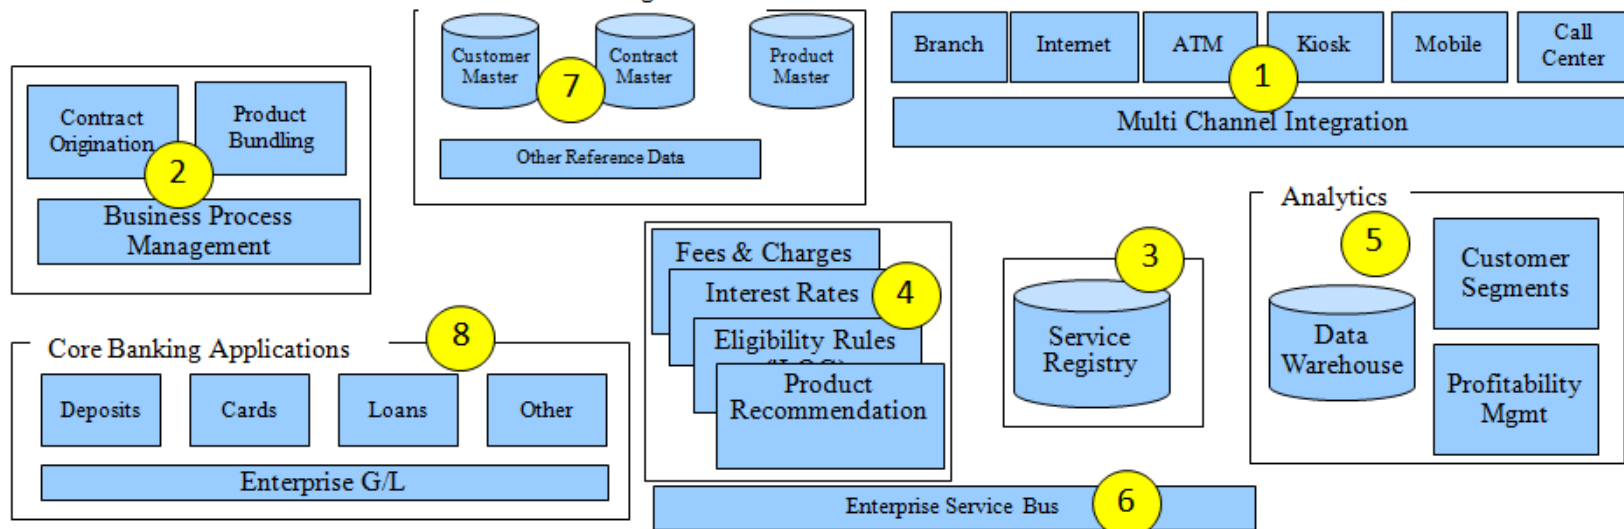 Customer
Master
Contract
Master
Product
Master
7
Other Reference Data
Branch
Internet
ATM
Kiosk
Mobile
Call
Center
1
Multi Channel Integration
Contract
Origination
Product
Bundling
2
Business Process
Management
Fees & Charges
Interest Rates
4
Eligibility Rules
Product
Recommendation
3
Service
Registry
Analytics
5
Customer
Segments
Data
Warehouse
Profitability
Mgmt
8
Core Banking Applications
Deposits
Cards
Loans
Other
Enterprise G/L
Enterprise Service Bus
6